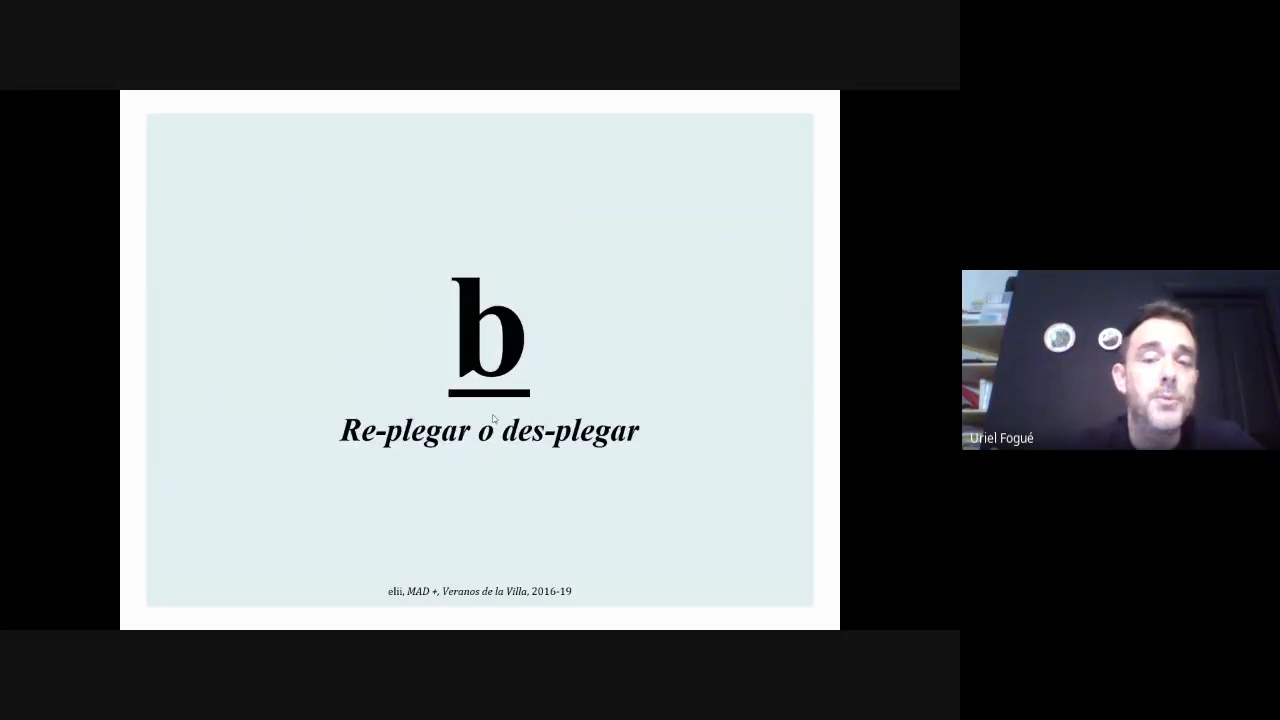 b
Re-plegar o des-plegar
elii, MAD +, Veranos de la Villa, 2016-19
Uriel Fogué